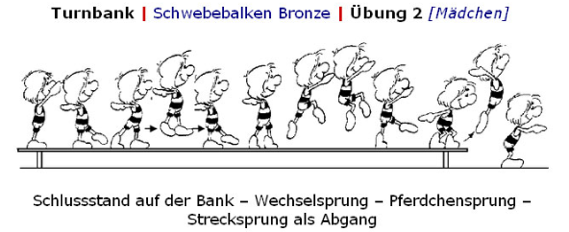 Turnbank | Schwebebalken Bronze | Übung 2 [Mädchen]
Schlussstand auf der Bank – Wechselsprung – Pferdchensprung –
Strecksprung als Abgang